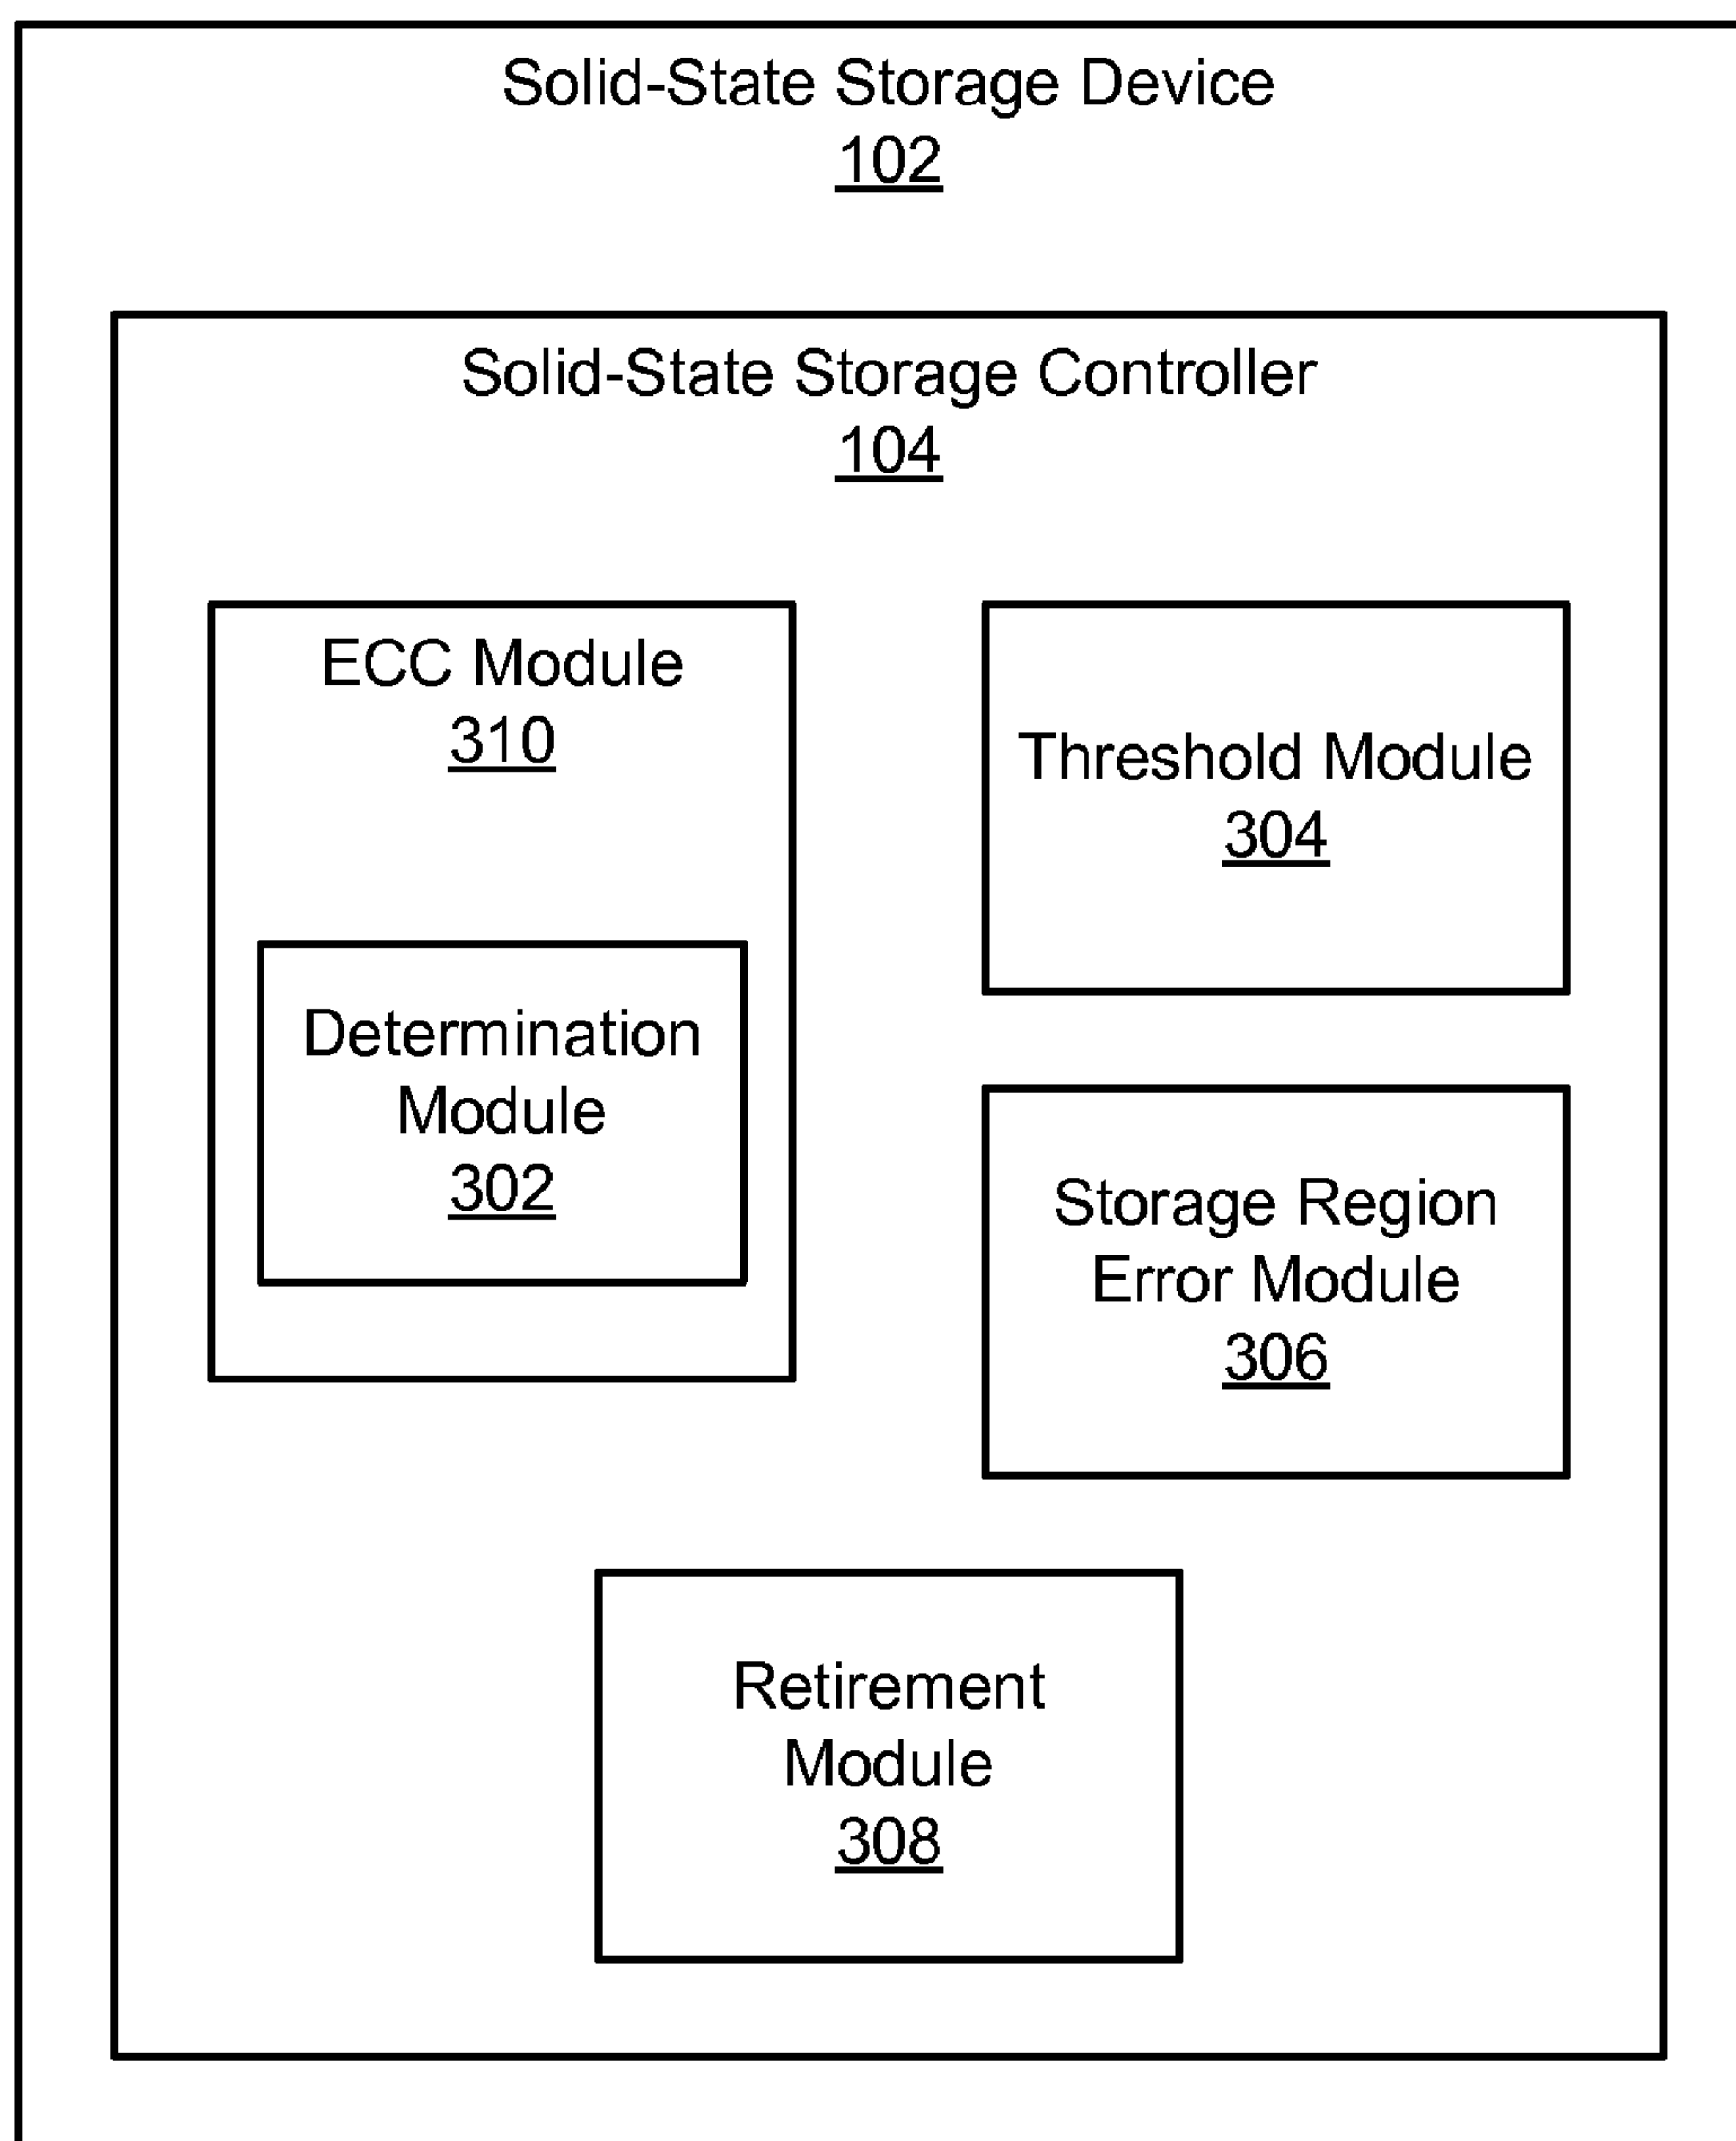 Solid-State Storage Device
102
Solid-State Storage Controller
104
ECC Module
310
Determination
Module
302
Threshold Module
304
Storage Region
Error Module
306
Retirement
Module
308